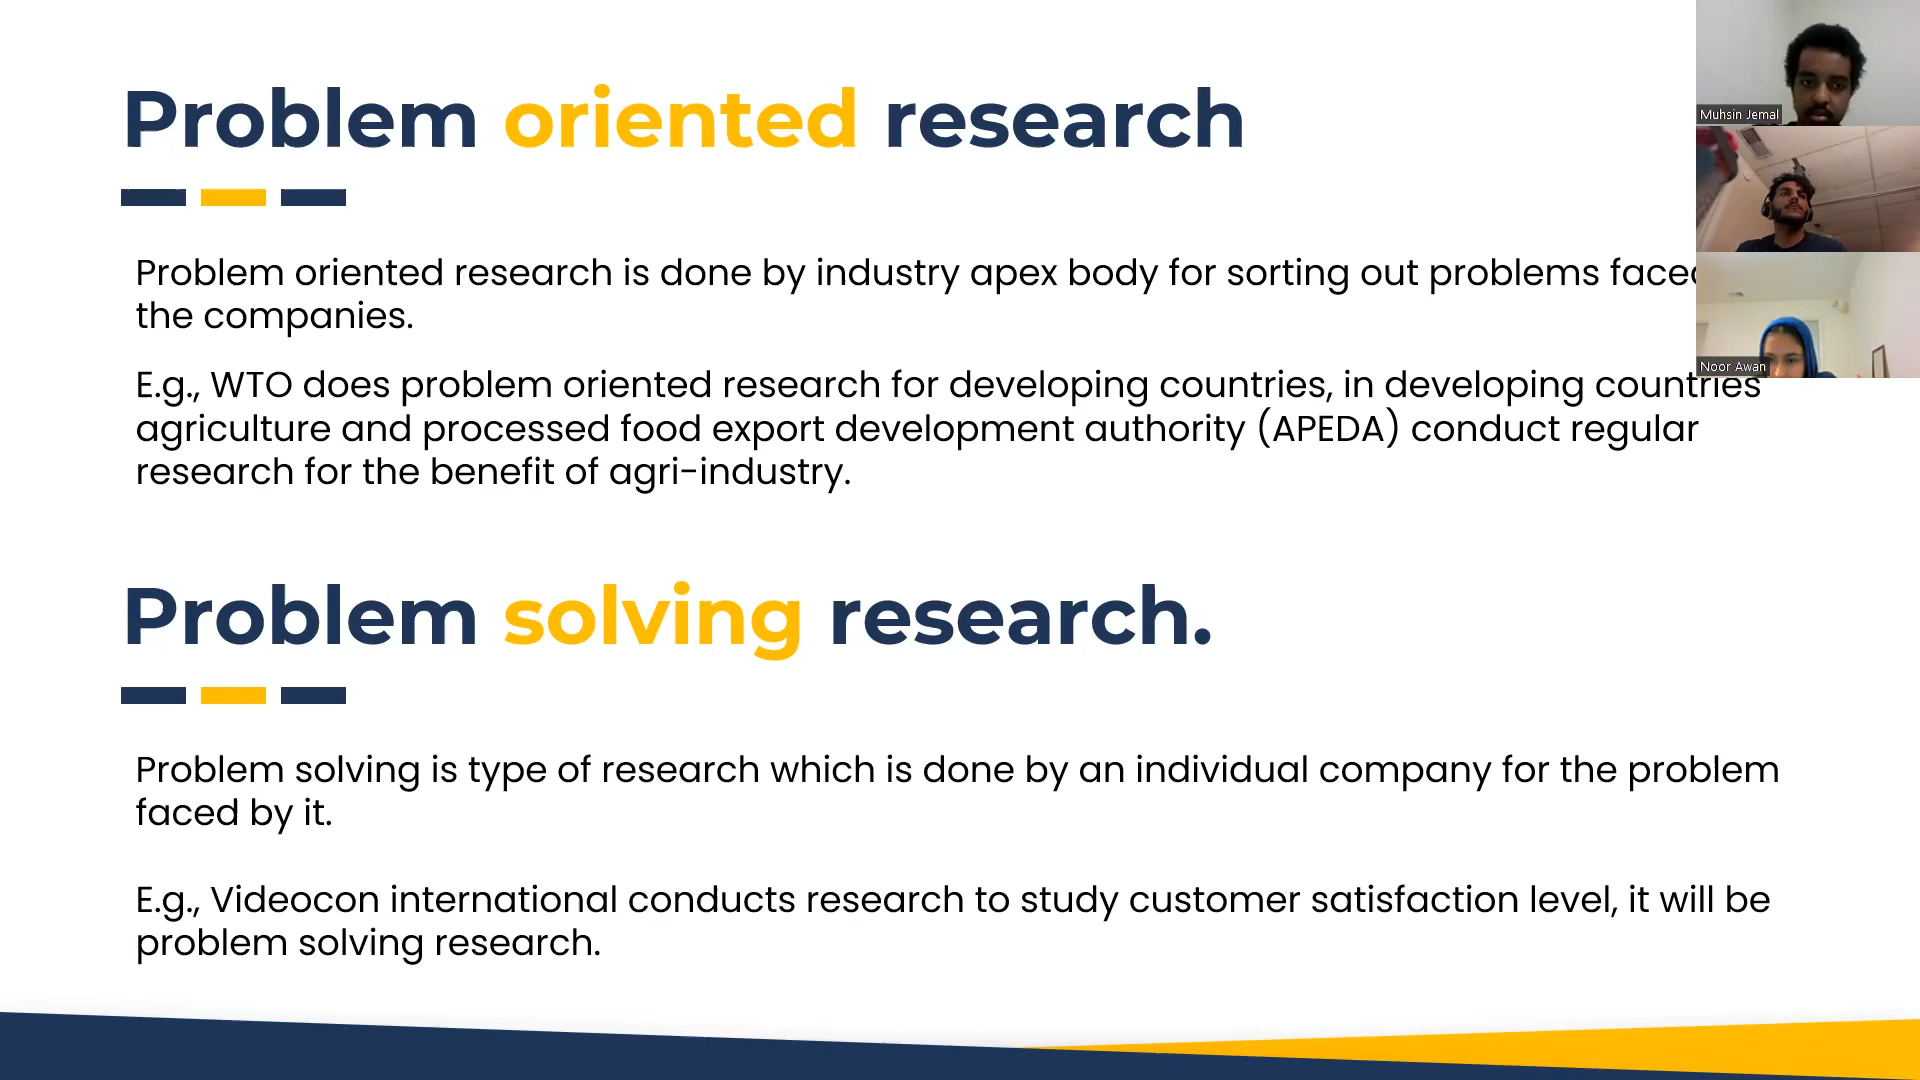 Problem oriented research
Muhsin Jemal
Problem oriented research is done by industry apex body for sorting out problems
the companies.
Noor Awan
E.g., WTO does problem oriented research for developing countries, in developing countries
agriculture and processed food export development authority (APEDA) conduct regular
research for the benefit of agri-industry.
Problem solving research.
Problem solving is type of research which is done by an individual company for the problem
faced by it.
E.g., Videocon international conducts research to study customer satisfaction level, it will be
problem solving research.